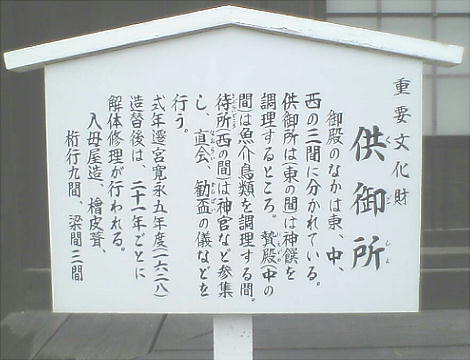 重要文化財
供御所
くごしょ
御殿のなかは東、中、
西の三間に分かれている。
供御所は(東の間)は神饌を
調理するところ。贄殿(中の
間)は魚介鳥類を調理する間。
侍所(西の間)は神官など参集
し、直会、勧盃の儀などを
行う。
式年遷宮寛永五年度(一六二八)
造替後は、二十一年ごとに
解体修理が行われる。
入母屋造、檜皮葺、
桁行九間、梁間三間